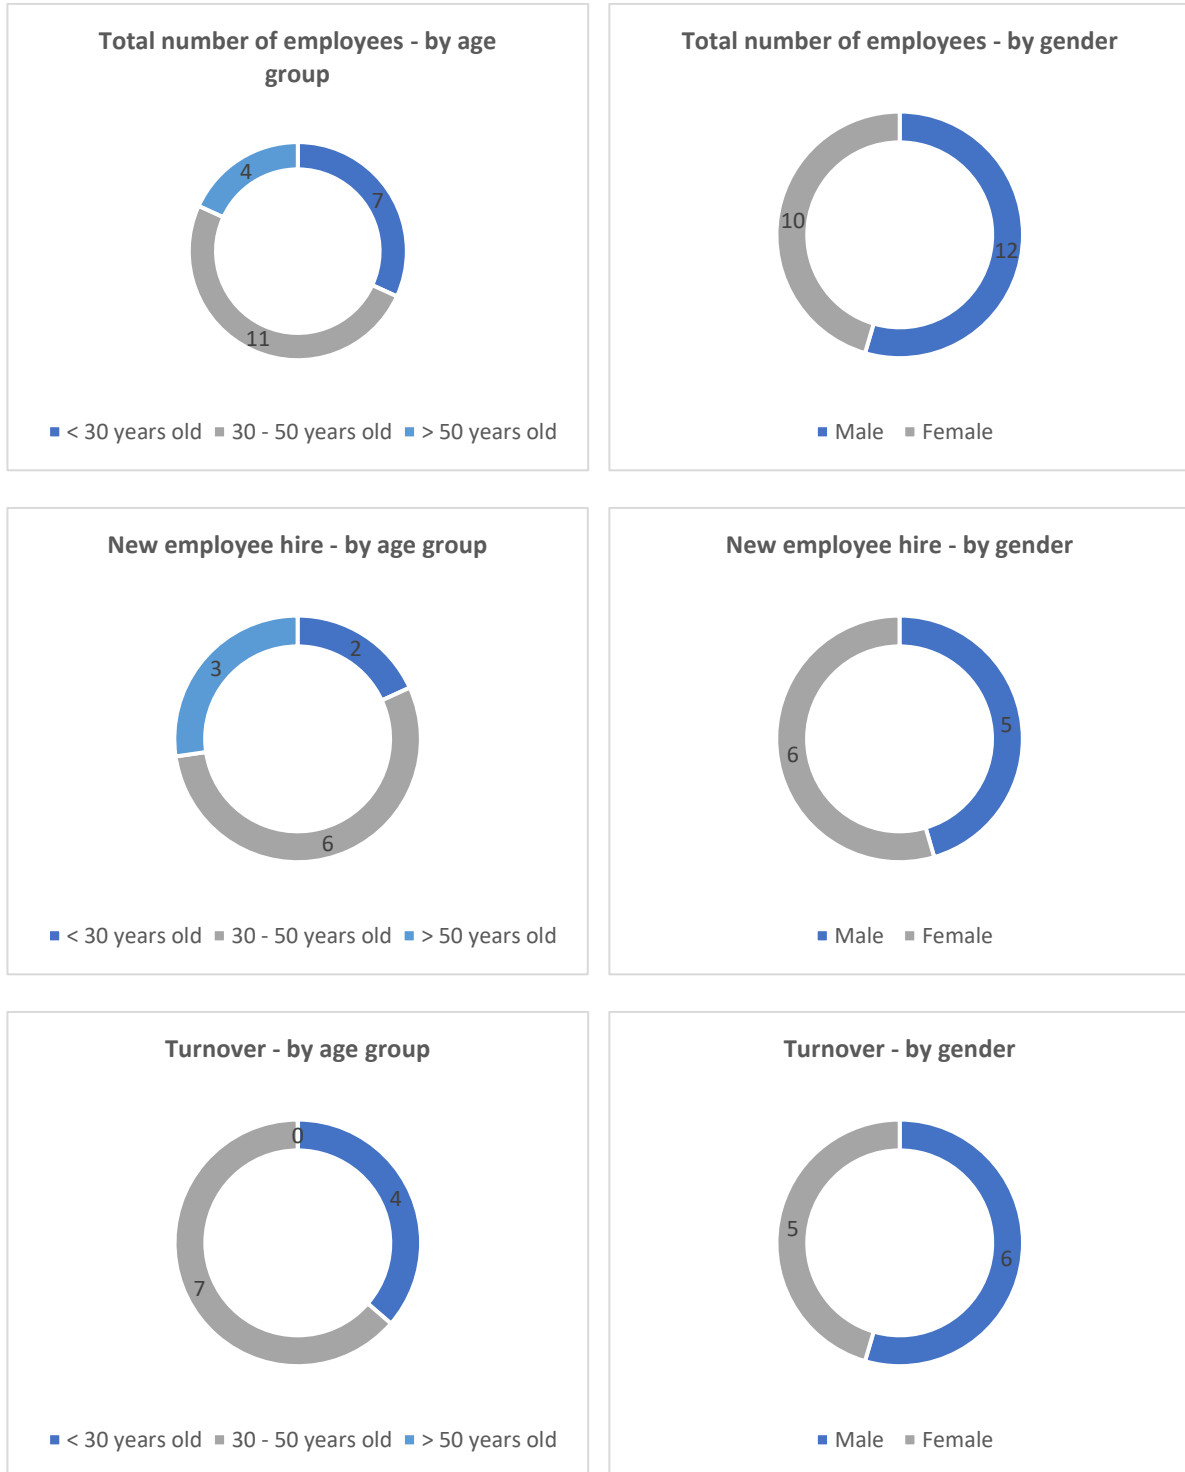 Total number of employees - by age
group
4
7
11
< 30 years old 30 - 50 years old > 50 years old
Total number of employees - by gender
10
12
Male Female
New employee hire - by age group
2
3
6
< 30 years old 30 - 50 years old > 50 years old
New employee hire - by gender
5
6
Male Female
Turnover - by age group
0
4
7
< 30 years old 30 - 50 years old > 50 years old
Turnover - by gender
5
6
Male Female